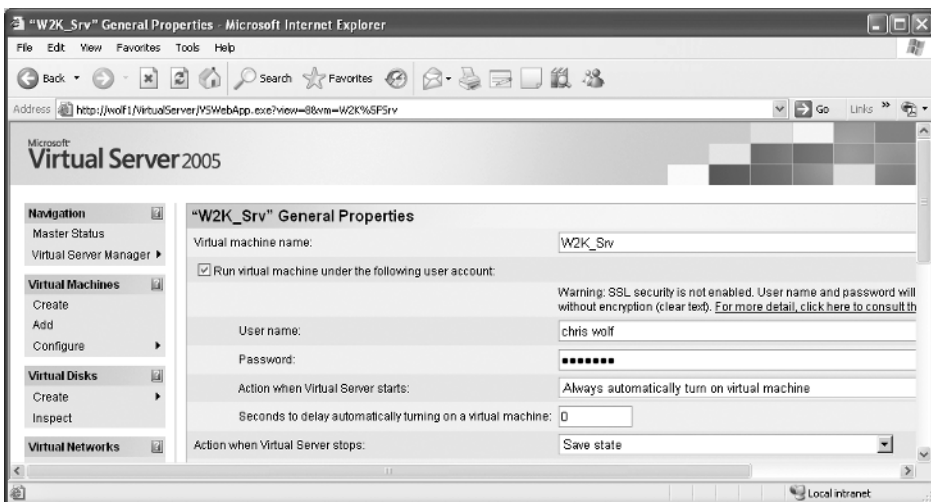 "W2K_Srv" General Properties - Microsoft Internet Explorer
File Edit View Favorites Tools Help
Back Search Favorites
Address http://wolf1/VirtualServer/VSWebApp.exe?view=8&vm=W2K%5FSrv Go Links »
Microsoft
Virtual Server 2005
Navigation
Master Status
Virtual Server Manager
Virtual Machines
Create
Add
Configure
Virtual Disks
Create
Inspect
Virtual Networks
"W2K_Srv" General Properties
Virtual machine name: W2K_Srv
Run virtual machine under the following user account:
Warning: SSL security is not enabled. User name and password will
without encryption (clear text). For more detail, click here to consult th
User name: chris wolf
Password: •••••••
Action when Virtual Server starts: Always automatically turn on virtual machine
Seconds to delay automatically turning on a virtual machine: 0
Action when Virtual Server stops: Save state
Local intranet